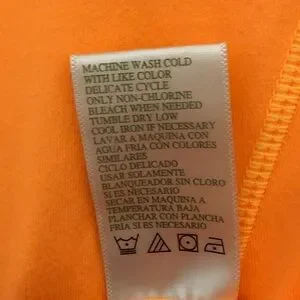 MACHINE WASH COLD
WITH LIKE COLOR
DELICATE CYCLE
ONLY NON-CHLORINE
BLEACH WHEN NEEDED
TUMBLE DRY LOW
COOL IRON IF NECESSARY
LAVAR A MAQUINA CON
AGUA FRIA CON COLORES
SIMILARES
CICLO DELICADO
USAR SOLAMENTE
BLANQUEADOR SIN CLORO
SI ES NECESARIO
SECAR EN MAQUINA A
TEMPERATURA BAJA
PLANCHAR CON PLANCHA
FRIA SI ES NECESARIO